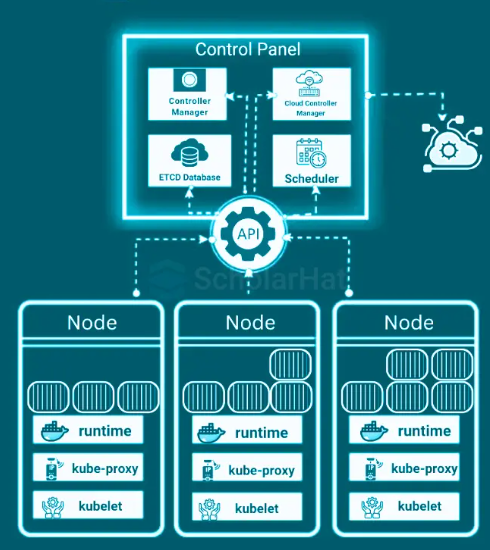 Control Panel
Controller
Manager
Cloud Controller
Manager
ETCD Database
Scheduler
API
ScholarHat
Node
Node
Node
runtime
runtime
runtime
kube-proxy
kube-proxy
kube-proxy
kubelet
kubelet
kubelet